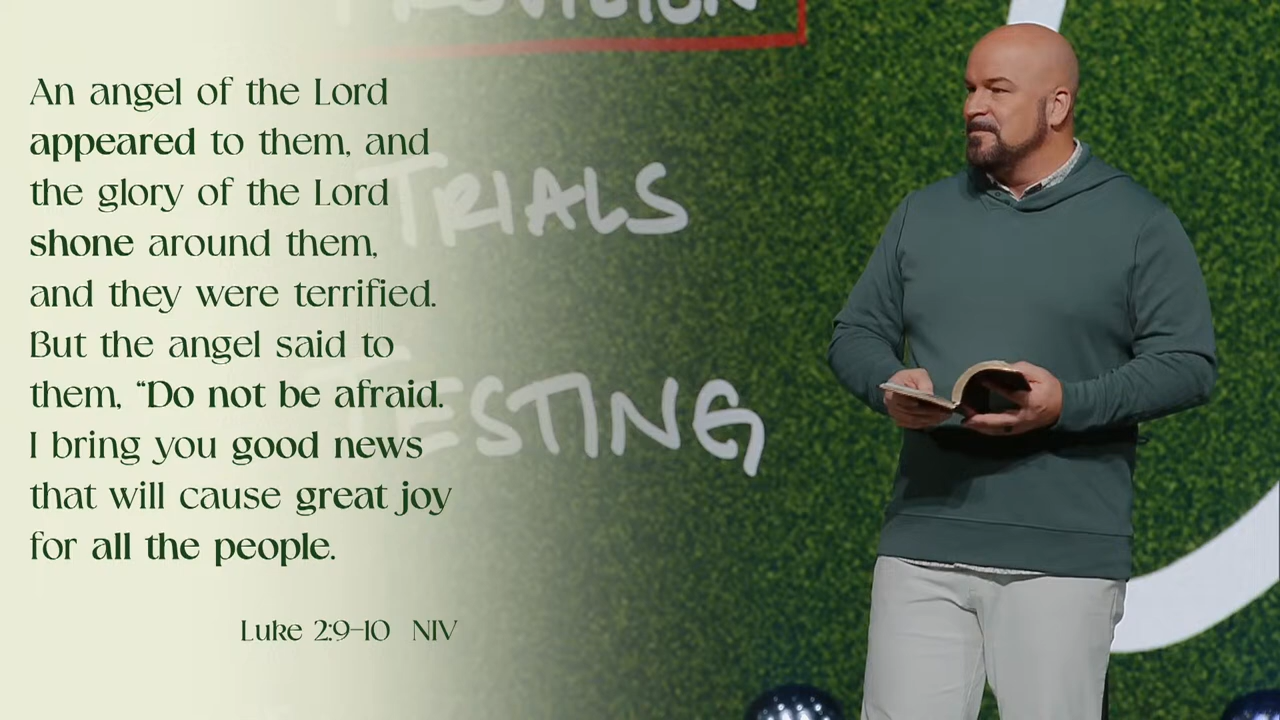 PROVISION
An angel of the Lord
appeared to them, and
the glory of the Lord
shone around them,
and they were terrified.
But the angel said to
them, “Do not be afraid.
I bring you good news
that will cause great joy
for all the people.
Luke 2:9–10 NIV
TRIALS
TESTING